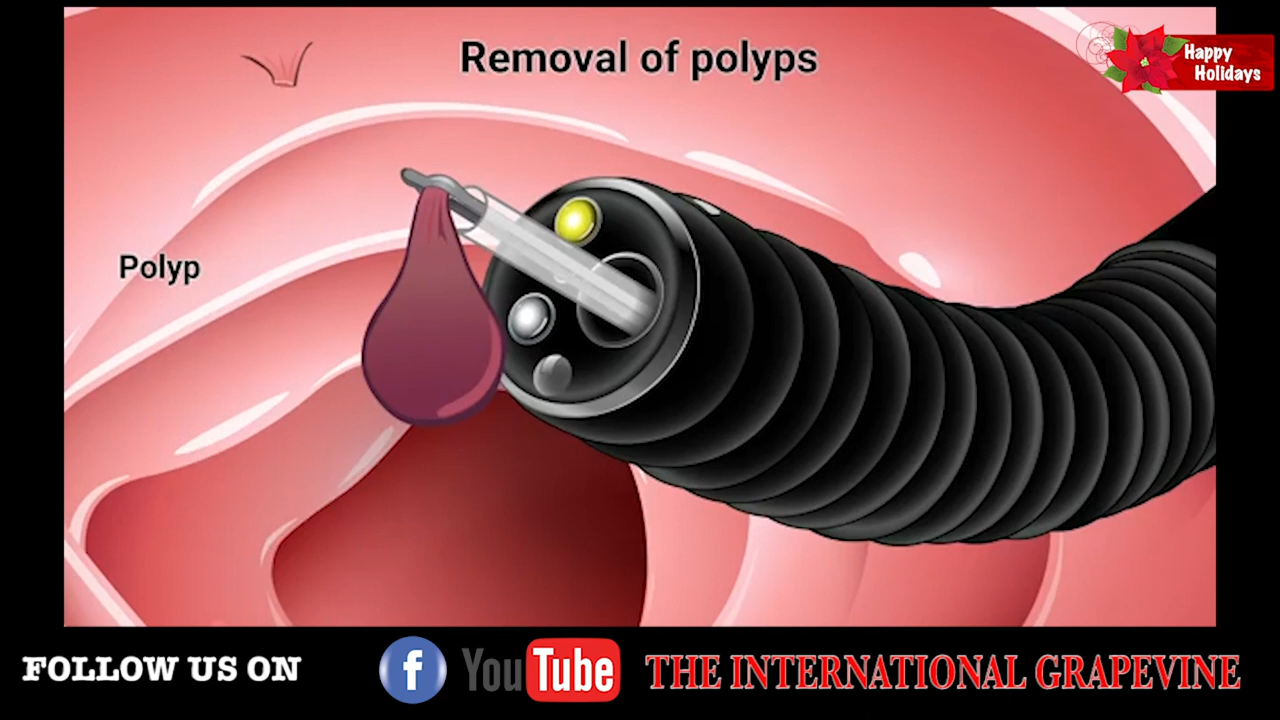 Removal of polyps
Happy
Holidays
Polyp
FOLLOW US ON
f
YouTube
THE INTERNATIONAL GRAPEVINE